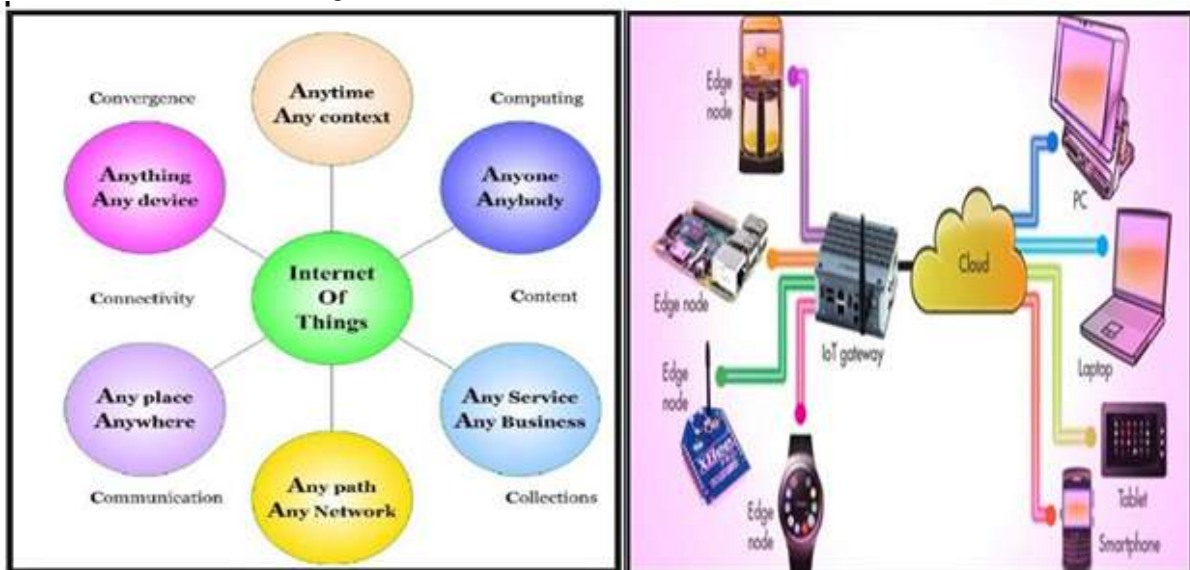 Convergence
Anytime
Any context
Computing
Anything
Any device
Anyone
Anybody
Internet
Of
Things
Connectivity
Content
Any place
Anywhere
Any Service
Any Business
Communication
Any path
Any Network
Collections
Edge
node
PC
Edge node
Cloud
IoT gateway
Laptop
Edge
node
XBee
Edge
node
Tablet
Smartphone